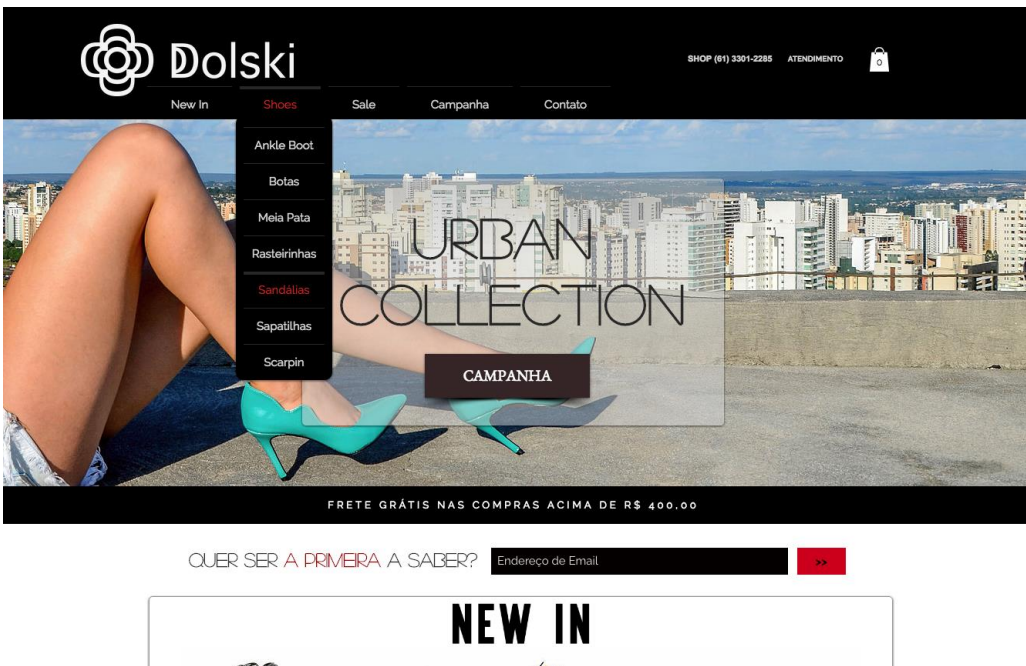 Dolski
SHOP (61) 3301-2285 ATENDIMENTO 0
New In Shoes Sale Campanha Contato
Ankle Boot
Botas
Meia Pata
Rasteirinhas
Sandálias
Sapatilhas
Scarpin
URBAN
COLLECTION
CAMPANHA
FRETE GRÁTIS NAS COMPRAS ACIMA DE R$ 400,00
QUER SER A PRIMEIRA A SABER? Endereço de Email >>
NEW IN